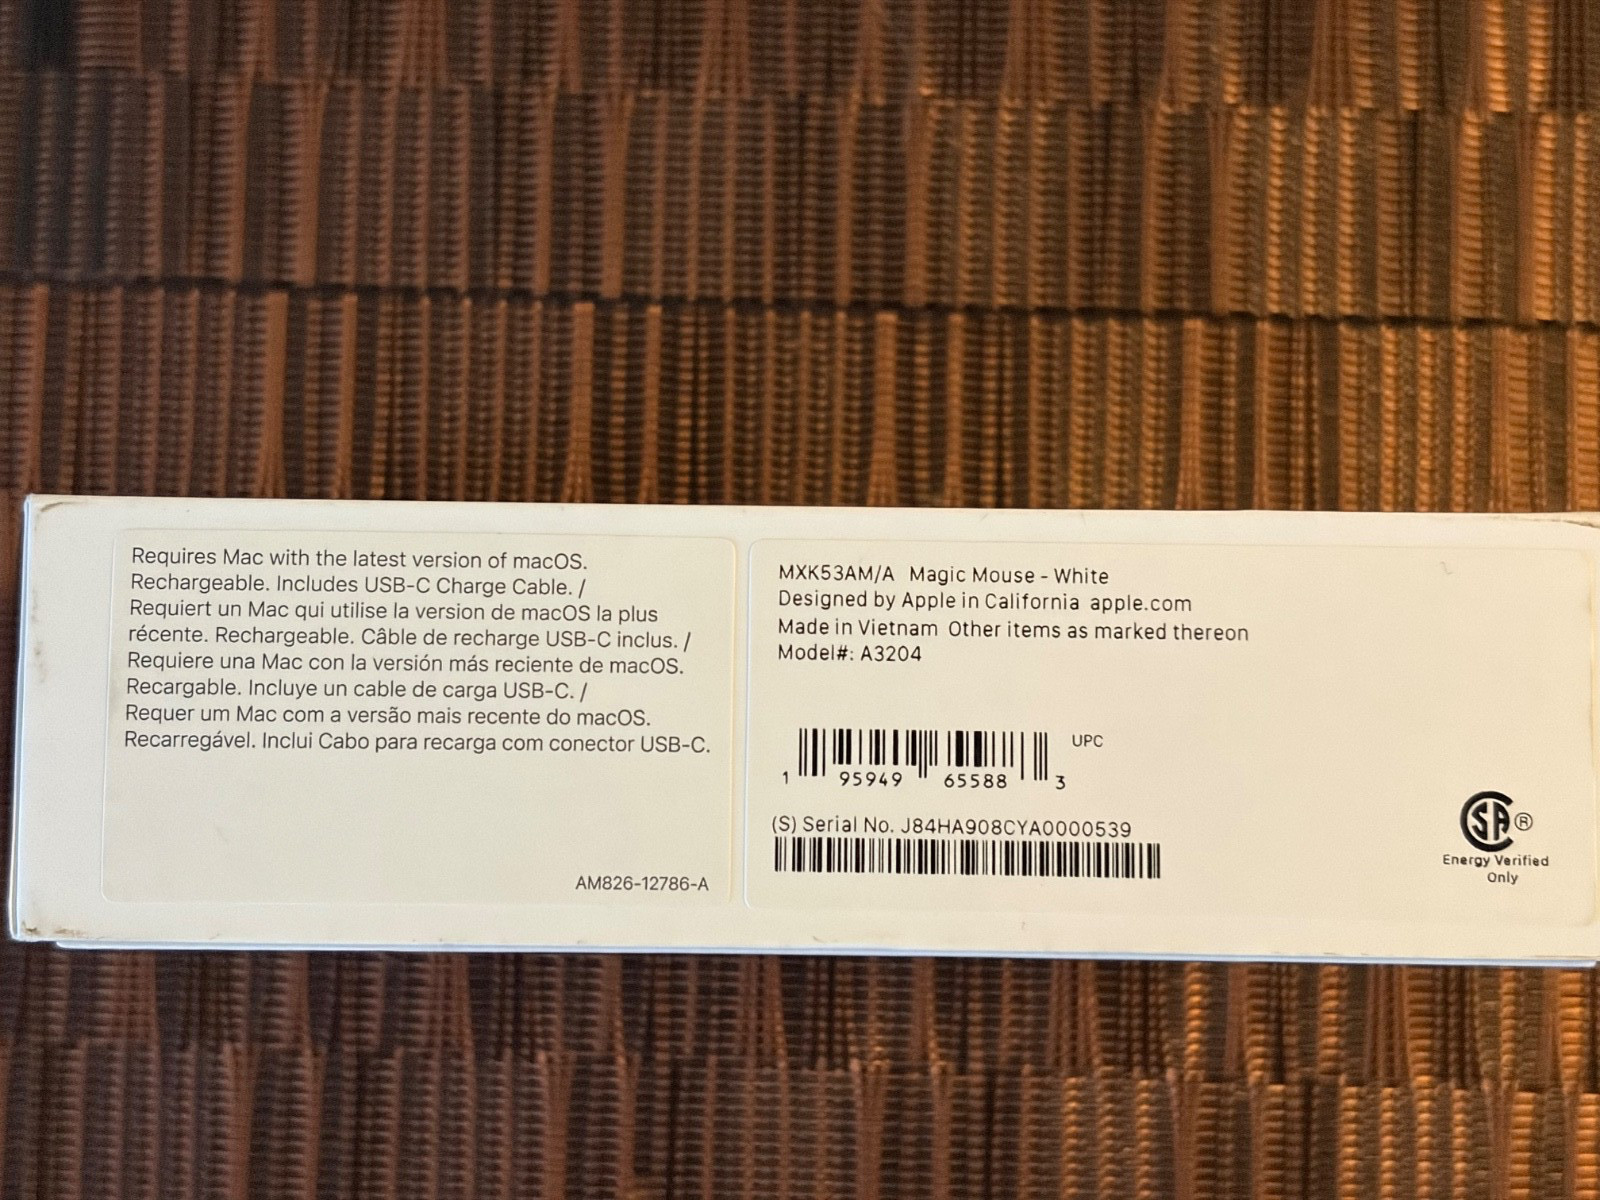 Requires Mac with the latest version of macOS.
Rechargeable. Includes USB-C Charge Cable. /
Requiert un Mac qui utilise la version de macOS la plus
récente. Rechargeable. Câble de recharge USB-C inclus. /
Requiere una Mac con la versión más reciente de macOS.
Recargable. Incluye un cable de carga USB-C. /
Requer um Mac com a versão mais recente do macOS.
Recarregável. Inclui Cabo para recarga com conector USB-C.
AM826-12786-A
MXK53AM/A Magic Mouse - White
Designed by Apple in California apple.com
Made in Vietnam Other items as marked thereon
Model#: A3204
UPC
1 95949 65588 3
(S) Serial No. J84HA908CYA0000539
SA ®
Energy Verified
Only